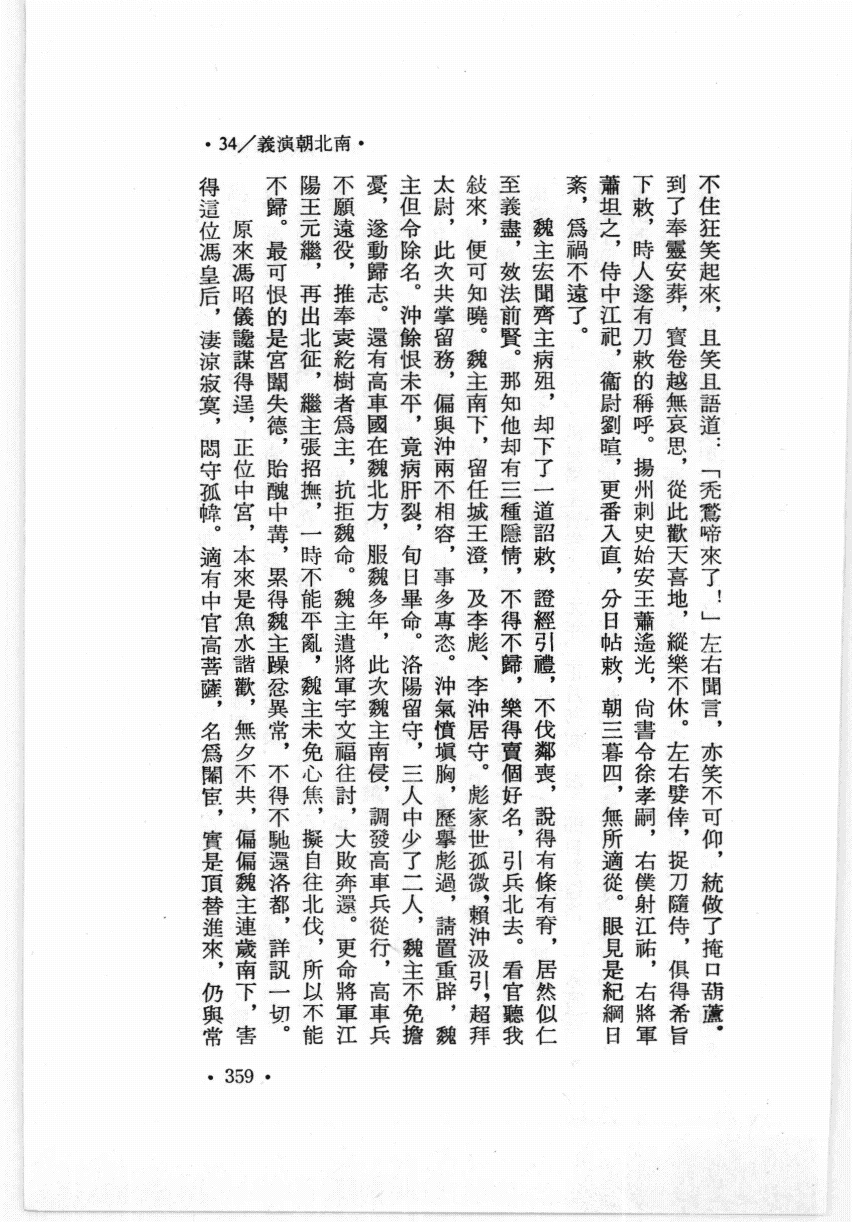 •34／義演朝北南•
不住狂笑起來，且笑且語道：「禿鶖啼來了！」左右聞言，亦笑不可仰，統做了掩口葫蘆。
到了奉靈安葬，寶卷越無哀思，從此歡天喜地，縱樂不休。左右嬖倖，捉刀隨侍，俱得希旨
下敕，時人遂有刀敕的稱呼。揚州刺史始安王蕭遙光，尙書令徐孝嗣，右僕射江祏，右將軍
蕭坦之，侍中江祀，衞尉劉暄，更番入直，分日帖敕，朝三暮四，無所適從。眼見是紀綱日
紊，爲禍不遠了。
魏主宏聞齊主病殂，却下了一道詔敕，證經引禮，不伐鄰喪，說得有條有脊，居然似仁
至義盡，效法前賢。那知他却有三種隱情，不得不歸，樂得賣個好名，引兵北去。看官聽我
敍來，便可知曉。魏主南下，留任城王澄，及李彪、李沖居守。彪家世孤微，賴沖汲引，超拜
太尉，此次共掌留務，偏與沖兩不相容，事多專恣。沖氣憤塡胸，歷擧彪過，請置重辟，魏
主但令除名。沖餘恨未平，竟病肝裂，旬日畢命。洛陽留守，三人中少了二人，魏主不免擔
憂，遂動歸志。還有高車國在魏北方，服魏多年，此次魏主南侵，調發高車兵從行，高車兵
不願遠役，推奉袁紇樹者爲主，抗拒魏命。魏主遣將軍宇文福往討，大敗奔還。更命將軍江
陽王元繼，再出北征，繼主張招撫，一時不能平亂，魏主未免心焦，擬自往北伐，所以不能
不歸。最可恨的是宮闈失德，貽醜中冓，累得魏主躁忿異常，不得不馳還洛都，詳訊一切。
原來馮昭儀讒謀得逞，正位中宮，本來是魚水諧歡，無夕不共，偏偏魏主連歲南下，害
得這位馮皇后，淒涼寂寞，悶守孤幃。適有中官高菩薩，名爲閹宦，實是頂替進來，仍與常
•359•